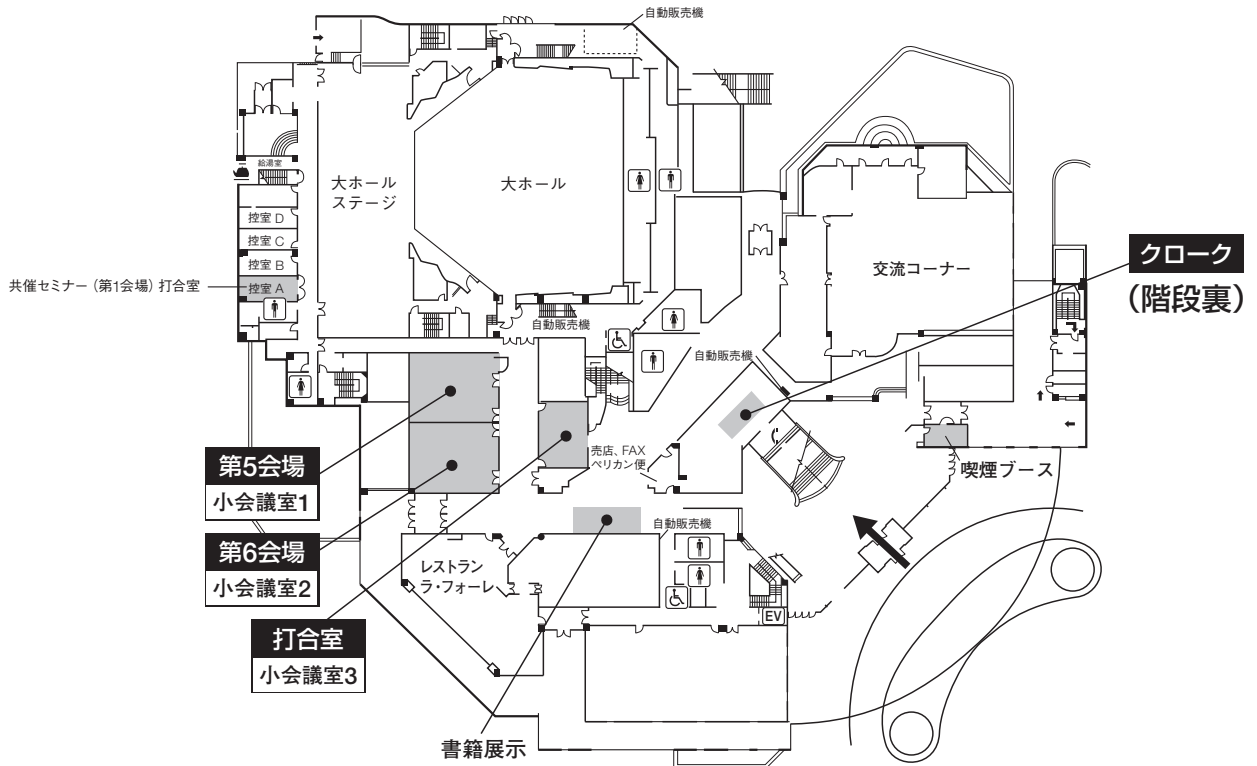 自動販売機
給湯室
大ホール
ステージ
大ホール
控室 D
控室 C
控室 B
控室 A
共催セミナー（第1会場）打合室
交流コーナー
クローク
（階段裏）
自動販売機
自動販売機
売店、FAX
ペリカン便
喫煙ブース
第5会場
小会議室1
第6会場
小会議室2
打合室
小会議室3
自動販売機
レストラン
ラ・フォーレ
EV
書籍展示